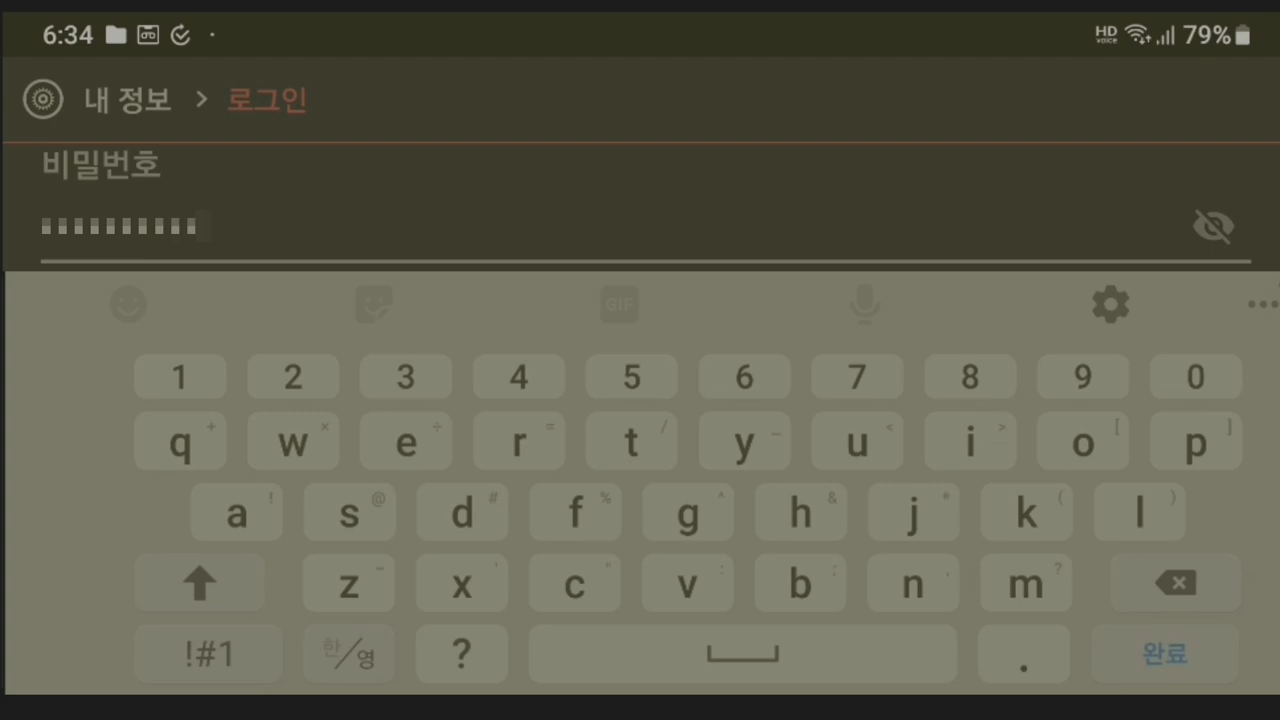 6:34 HD voice 79%
내 정보 > 로그인
비밀번호
GIF
1 2 3 4 5 6 7 8 9 0
q + w × e ÷ r = t / y _ u < i > o [ p ]
a ! s @ d # f % g ^ h & j * k ( l )
z - x ' c " v : b ; n , m ?
!#1 한/영 ? . 완료